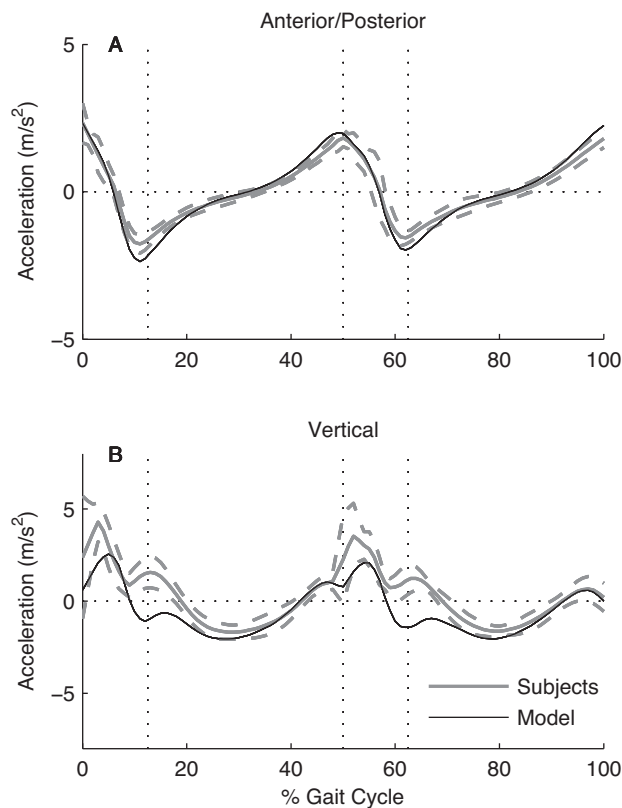 Anterior/Posterior
A
5
0
−5
Acceleration (m/s²)
0 20 40 60 80 100
Vertical
B
5
0
−5
Acceleration (m/s²)
Subjects
Model
0 20 40 60 80 100
% Gait Cycle